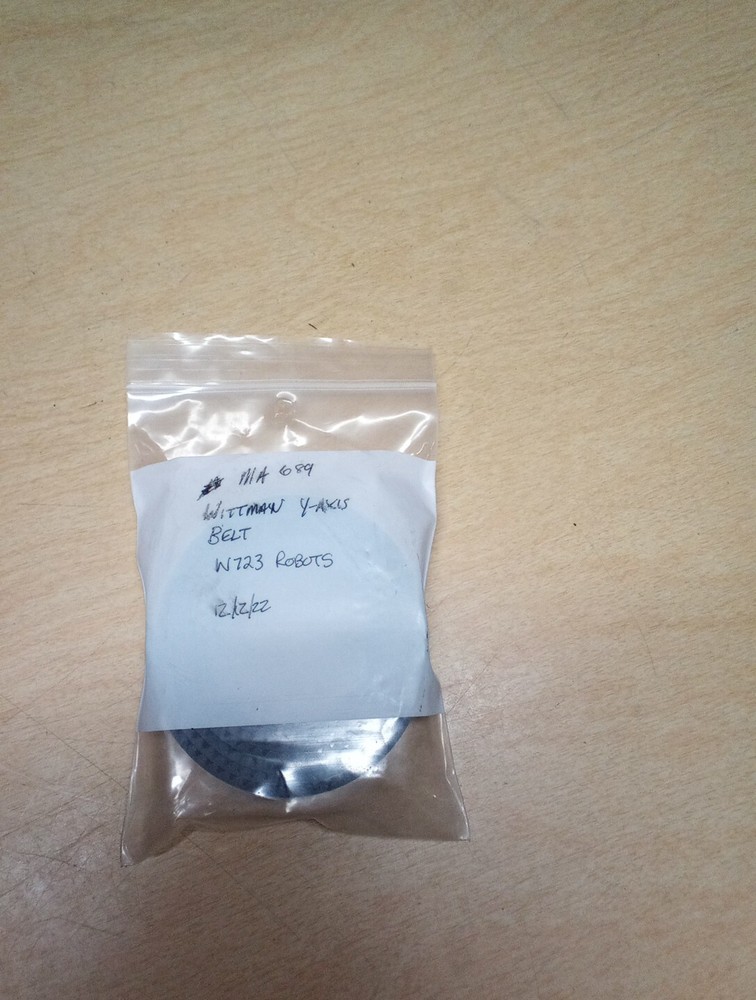 MA 689
WITTMAN Y-AXIS
BELT
W723 ROBOTS
12/12/22